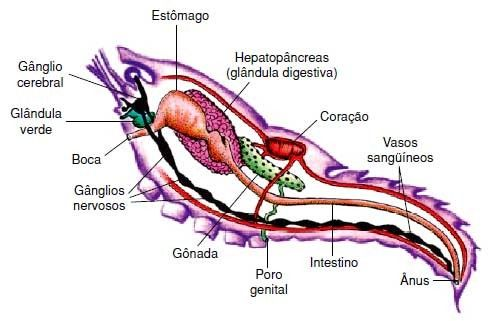 Estômago
Gânglio
cerebral
Hepatopâncreas
(glândula digestiva)
Glândula
verde
Coração
Boca
Vasos
sangüíneos
Gânglios
nervosos
Gônada
Poro
genital
Intestino
Ânus